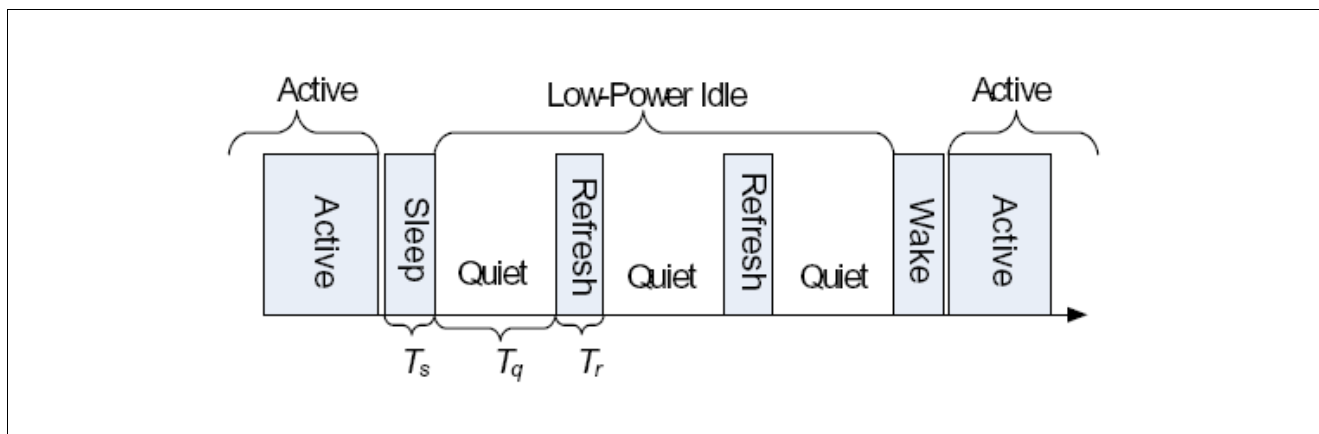 Active
Low-Power Idle
Active
Active
Sleep
Quiet
Refresh
Quiet
Refresh
Quiet
Wake
Active
Ts
Tq
Tr